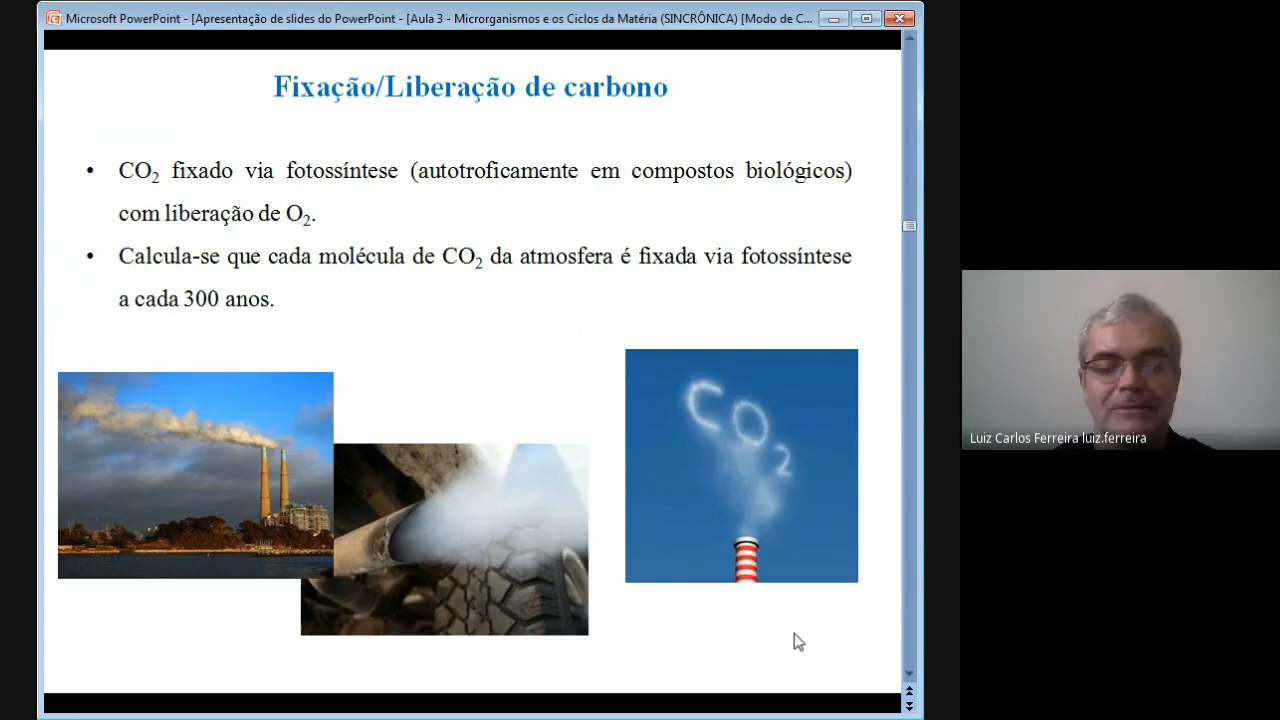 Microsoft PowerPoint - [Apresentação de slides do PowerPoint - [Aula 3 - Microrganismos e os Ciclos da Matéria (SINCRÔNICA) [Modo de C...
Fixação/Liberação de carbono
• CO₂ fixado via fotossíntese (autotroficamente em compostos biológicos)
com liberação de O₂.
• Calcula-se que cada molécula de CO₂ da atmosfera é fixada via fotossíntese
a cada 300 anos.
CO₂
Luiz Carlos Ferreira luiz.ferreira